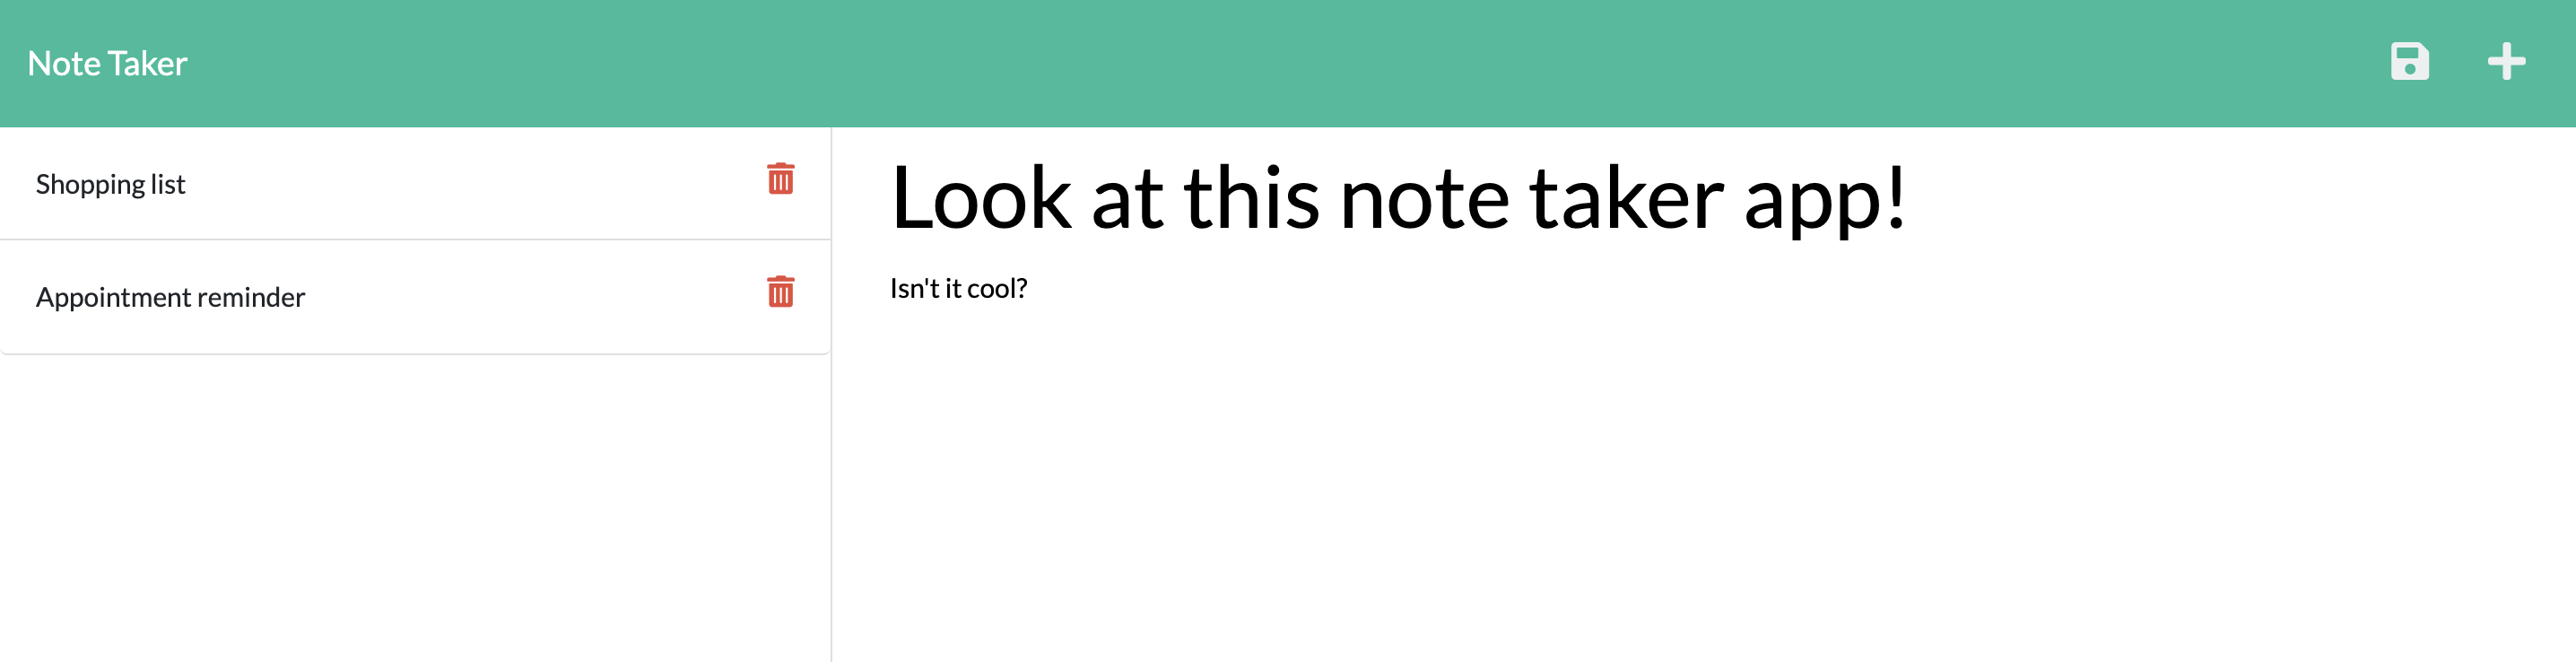 Note Taker
Shopping list
Appointment reminder
Look at this note taker app!
Isn't it cool?